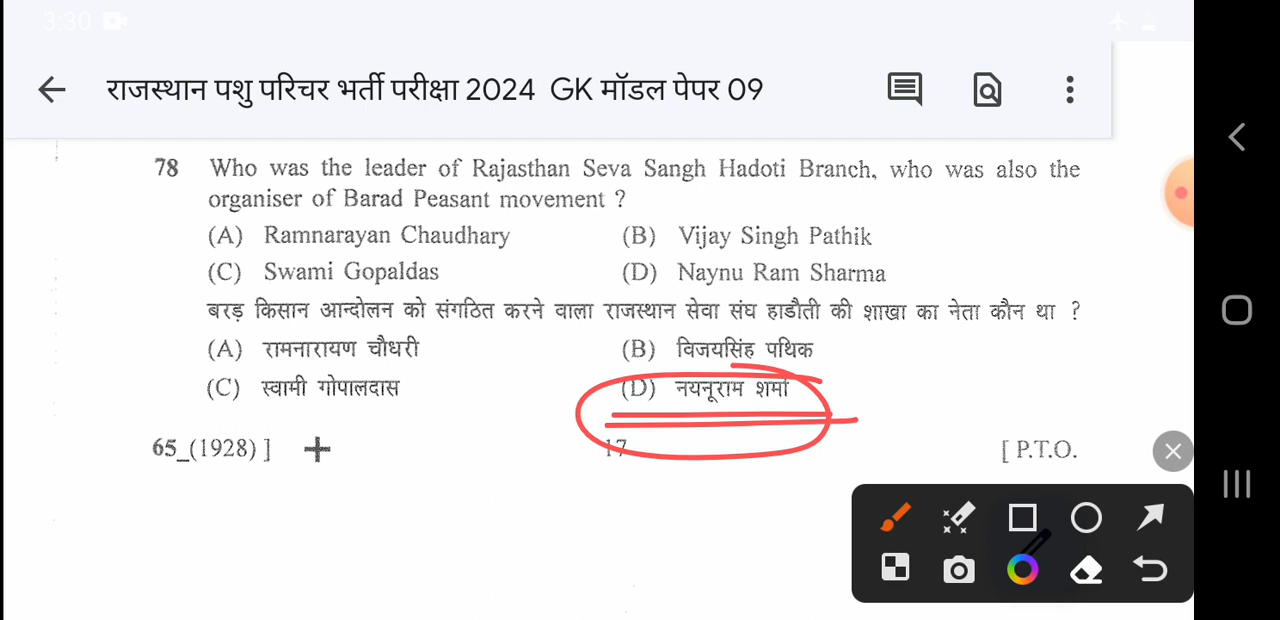 3:30
राजस्थान पशु परिचर भर्ती परीक्षा 2024 GK मॉडल पेपर 09
78 Who was the leader of Rajasthan Seva Sangh Hadoti Branch, who was also the
organiser of Barad Peasant movement ?
(A) Ramnarayan Chaudhary (B) Vijay Singh Pathik
(C) Swami Gopaldas (D) Naynu Ram Sharma
बरड़ किसान आन्दोलन को संगठित करने वाला राजस्थान सेवा संघ हाडौती की शाखा का नेता कौन था ?
(A) रामनारायण चौधरी (B) विजयसिंह पथिक
(C) स्वामी गोपालदास (D) नयनूराम शर्मा
65_(1928) ] + 17 [ P.T.O.